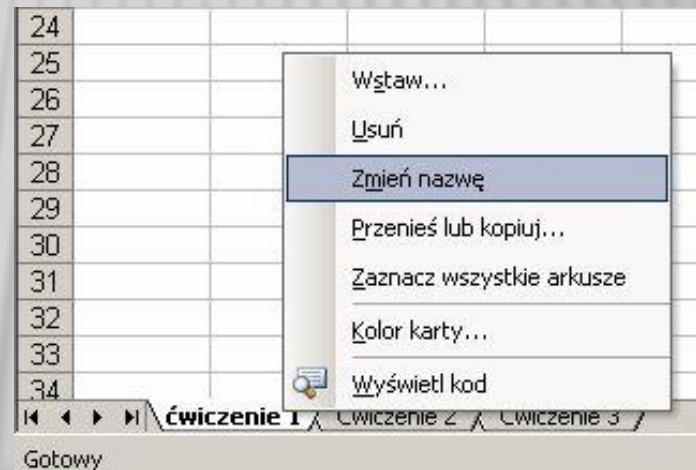 24
25
26
27
28
29
30
31
32
33
34
Wstaw...
Usuń
Zmień nazwę
Przenieś lub kopiuj...
Zaznacz wszystkie arkusze
Kolor karty...
Wyświetl kod
ćwiczenie 1 Ćwiczenie 2 Ćwiczenie 3
Gotowy